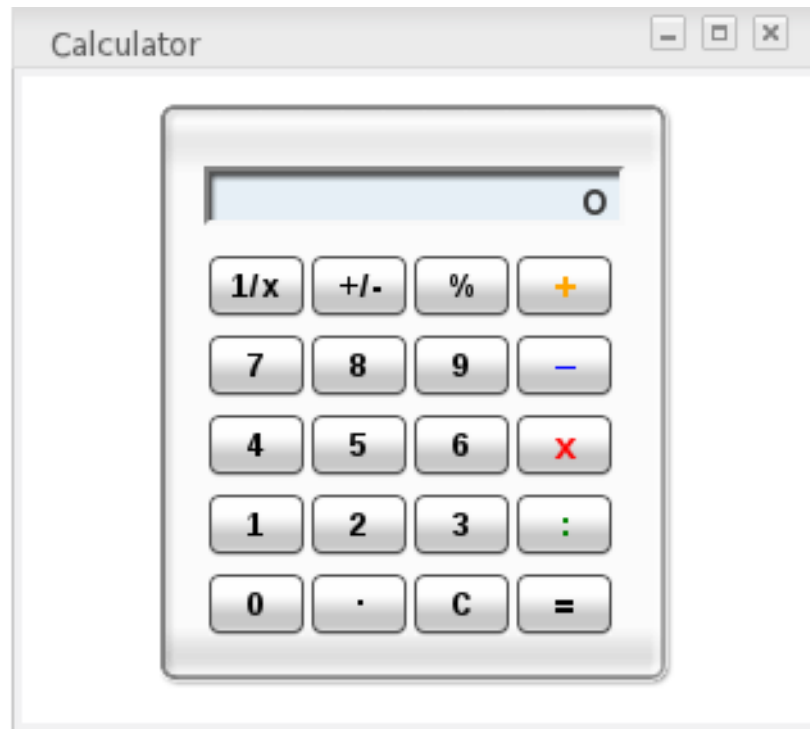 Calculator
0
1/x +/- % +
7 8 9 −
4 5 6 x
1 2 3 :
0 . C =